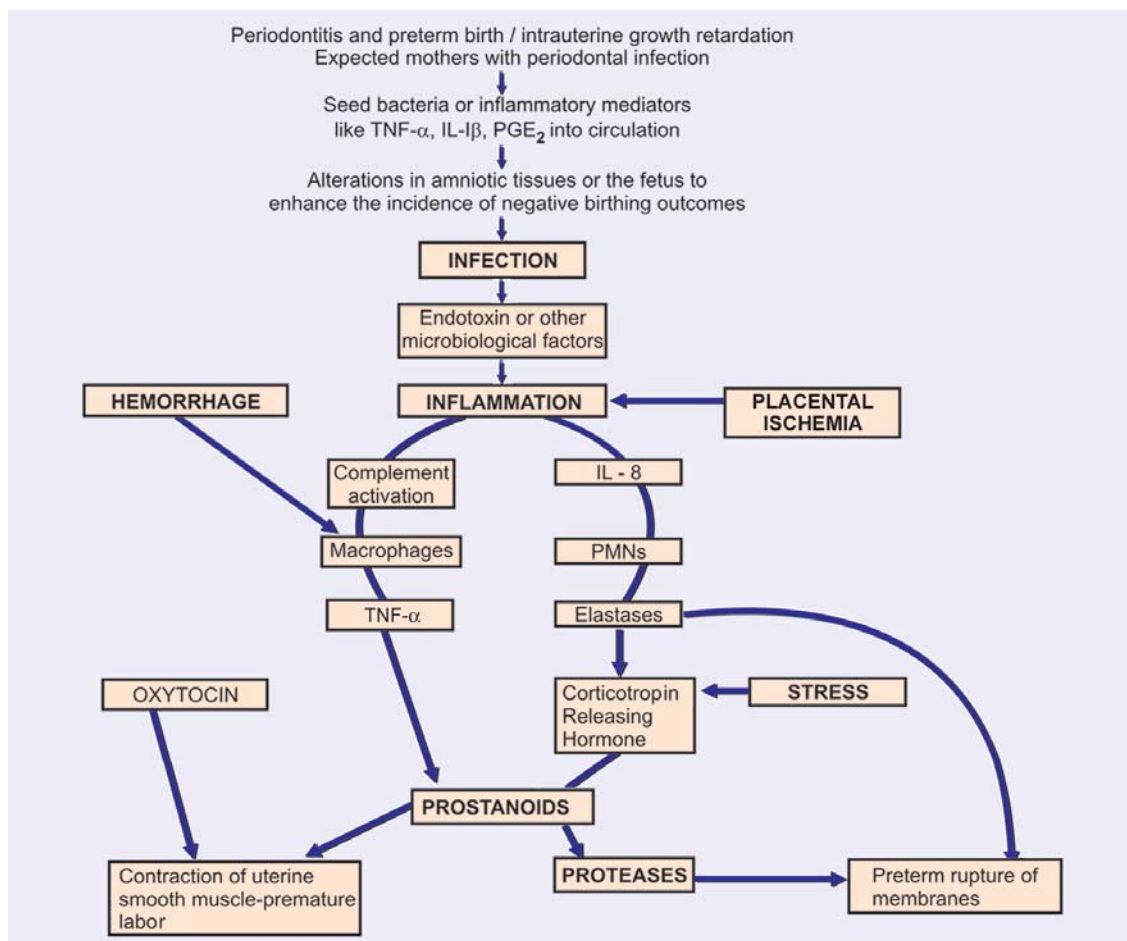 Periodontitis and preterm birth / intrauterine growth retardation
Expected mothers with periodontal infection
Seed bacteria or inflammatory mediators
like TNF-α, IL-Iβ, PGE₂ into circulation
Alterations in amniotic tissues or the fetus to
enhance the incidence of negative birthing outcomes
INFECTION
Endotoxin or other
microbiological factors
HEMORRHAGE
INFLAMMATION
PLACENTAL
ISCHEMIA
Complement
activation
IL - 8
Macrophages
PMNs
TNF-α
Elastases
OXYTOCIN
Corticotropin
Releasing
Hormone
STRESS
PROSTANOIDS
Contraction of uterine
smooth muscle-premature
labor
PROTEASES
Preterm rupture of
membranes